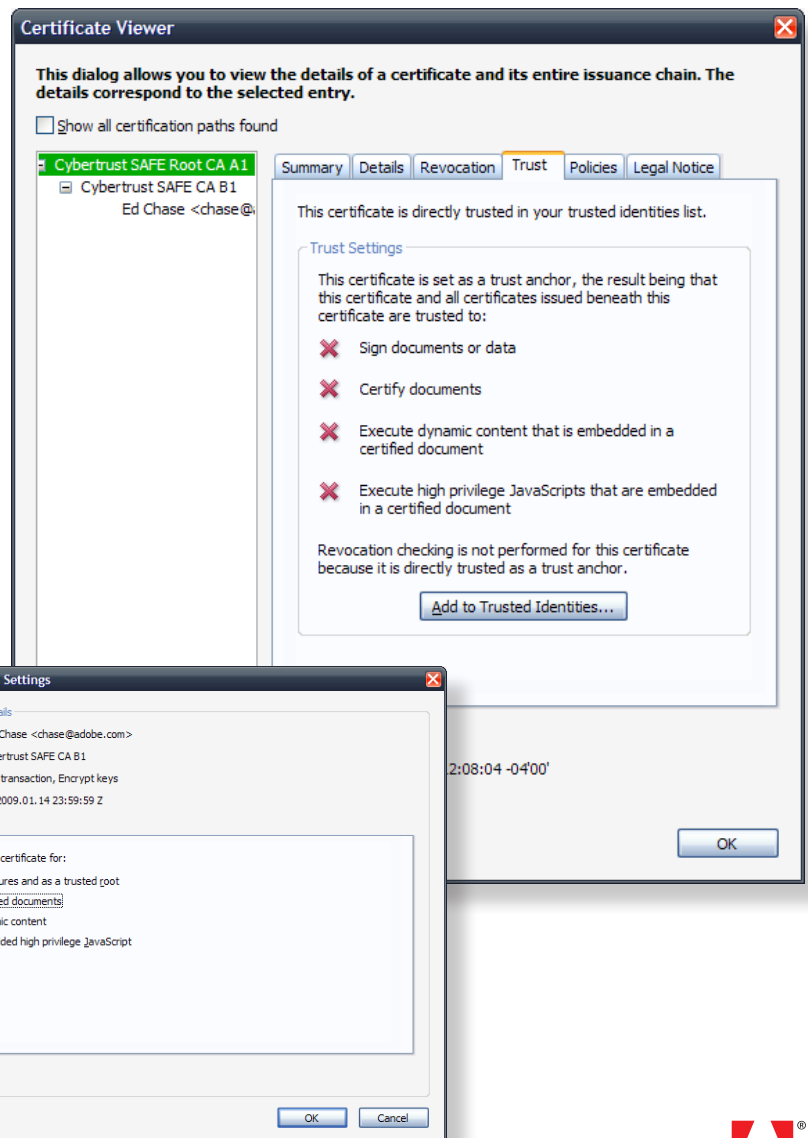 Certificate Viewer
This dialog allows you to view the details of a certificate and its entire issuance chain. The
details correspond to the selected entry.
Show all certification paths found
Cybertrust SAFE Root CA A1
Cybertrust SAFE CA B1
Ed Chase <chase@
Summary Details Revocation Trust Policies Legal Notice
This certificate is directly trusted in your trusted identities list.
Trust Settings
This certificate is set as a trust anchor, the result being that
this certificate and all certificates issued beneath this
certificate are trusted to:
Sign documents or data
Certify documents
Execute dynamic content that is embedded in a
certified document
Execute high privilege JavaScripts that are embedded
in a certified document
Revocation checking is not performed for this certificate
because it is directly trusted as a trust anchor.
Add to Trusted Identities...
2:08:04 -04'00'
OK
Settings
ails
Chase <chase@adobe.com>
ertrust SAFE CA B1
transaction, Encrypt keys
2009.01.14 23:59:59 Z
certificate for:
ures and as a trusted root
ed documents
ic content
ded high privilege JavaScript
OK Cancel
®